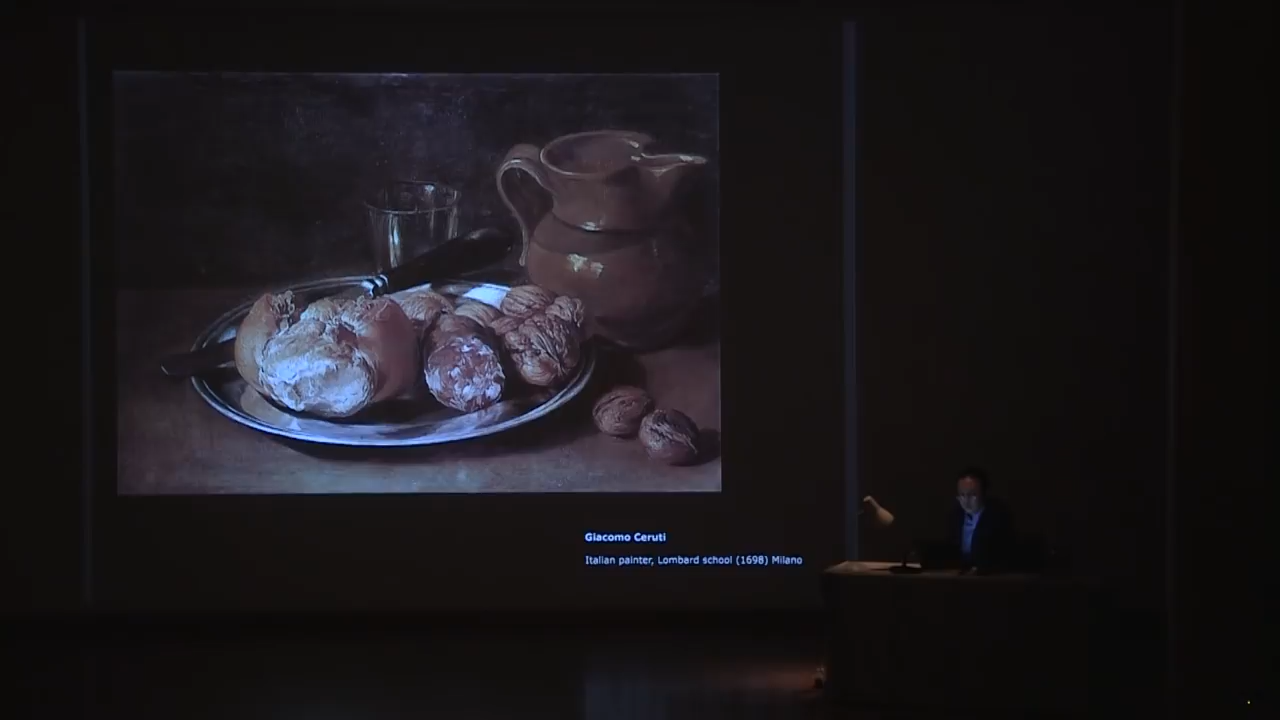 Giacomo Ceruti
Italian painter, Lombard school (1698) Milano